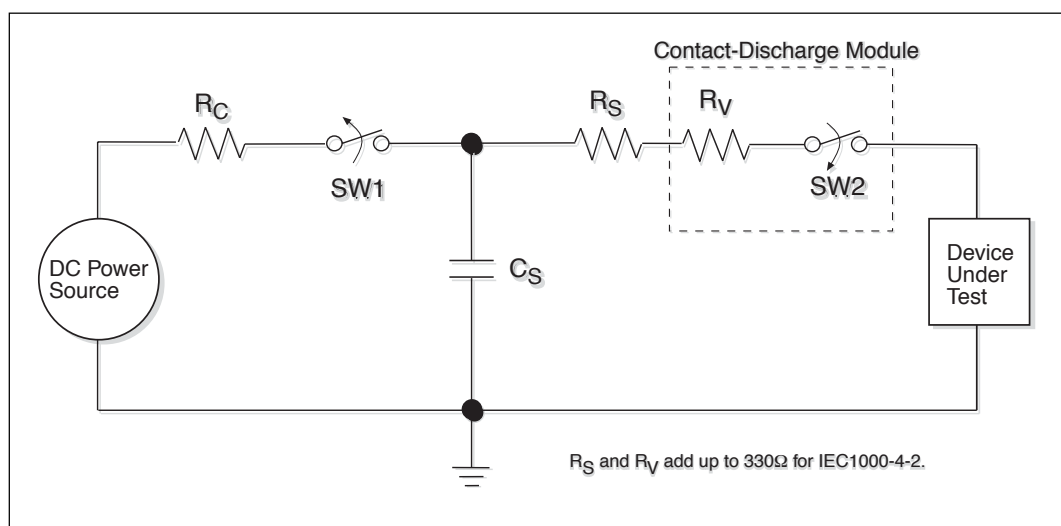 Contact-Discharge Module
RC
RS
RV
SW1
SW2
DC Power
Source
CS
Device
Under
Test
RS and RV add up to 330Ω for IEC1000-4-2.